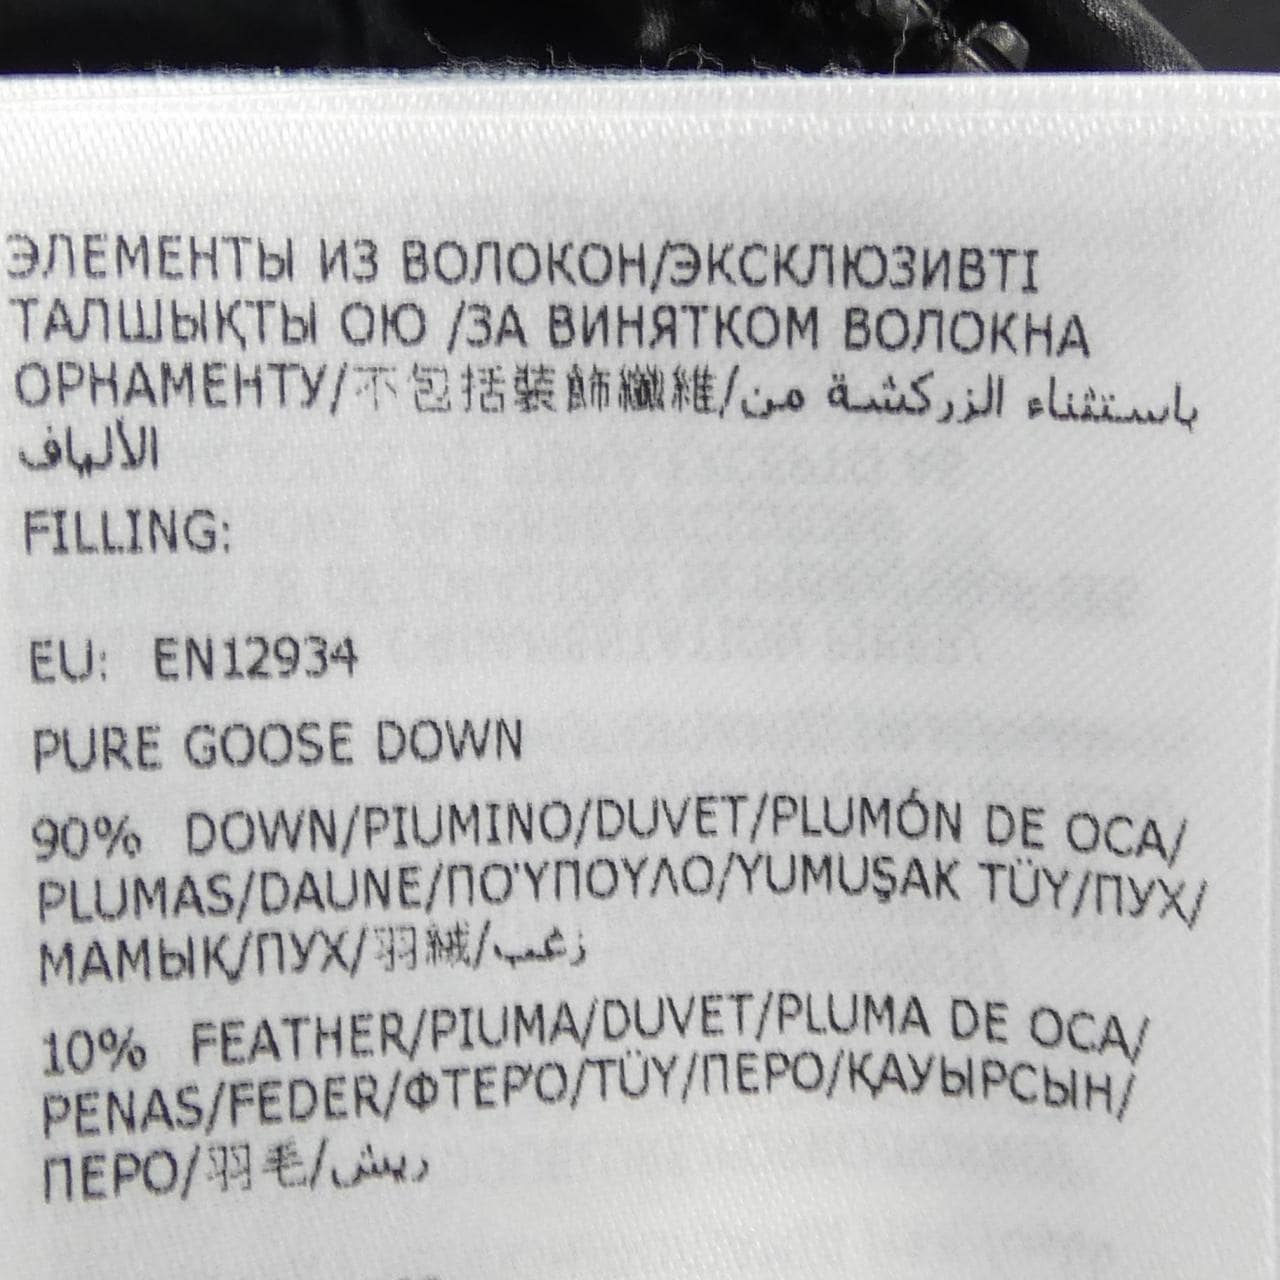 ЭЛЕМЕНТЫ ИЗ ВОЛОКОН/ЭКСКЛЮЗИВТІ
ТАЛШЫҚТЫ ОЮ /ЗА ВИНЯТКОМ ВОЛОКНА
ОРНАМЕНТУ/不包括裝飾纖維/باستثناء الزركشة من
الألياف
FILLING:
EU: EN12934
PURE GOOSE DOWN
90% DOWN/PIUMINO/DUVET/PLUMÓN DE OCA/
PLUMAS/DAUNE/ΠΟΎΠΟΥΛΟ/YUMUŞAK TÜY/ПУХ/
МАМЫҚ/ПУХ/羽絨/زغب
10% FEATHER/PIUMA/DUVET/PLUMA DE OCA/
PENAS/FEDER/ΦΤΕΡΌ/TÜY/ПЕРО/ҚАУЫРСЫН/
ПЕРО/羽毛/ريش